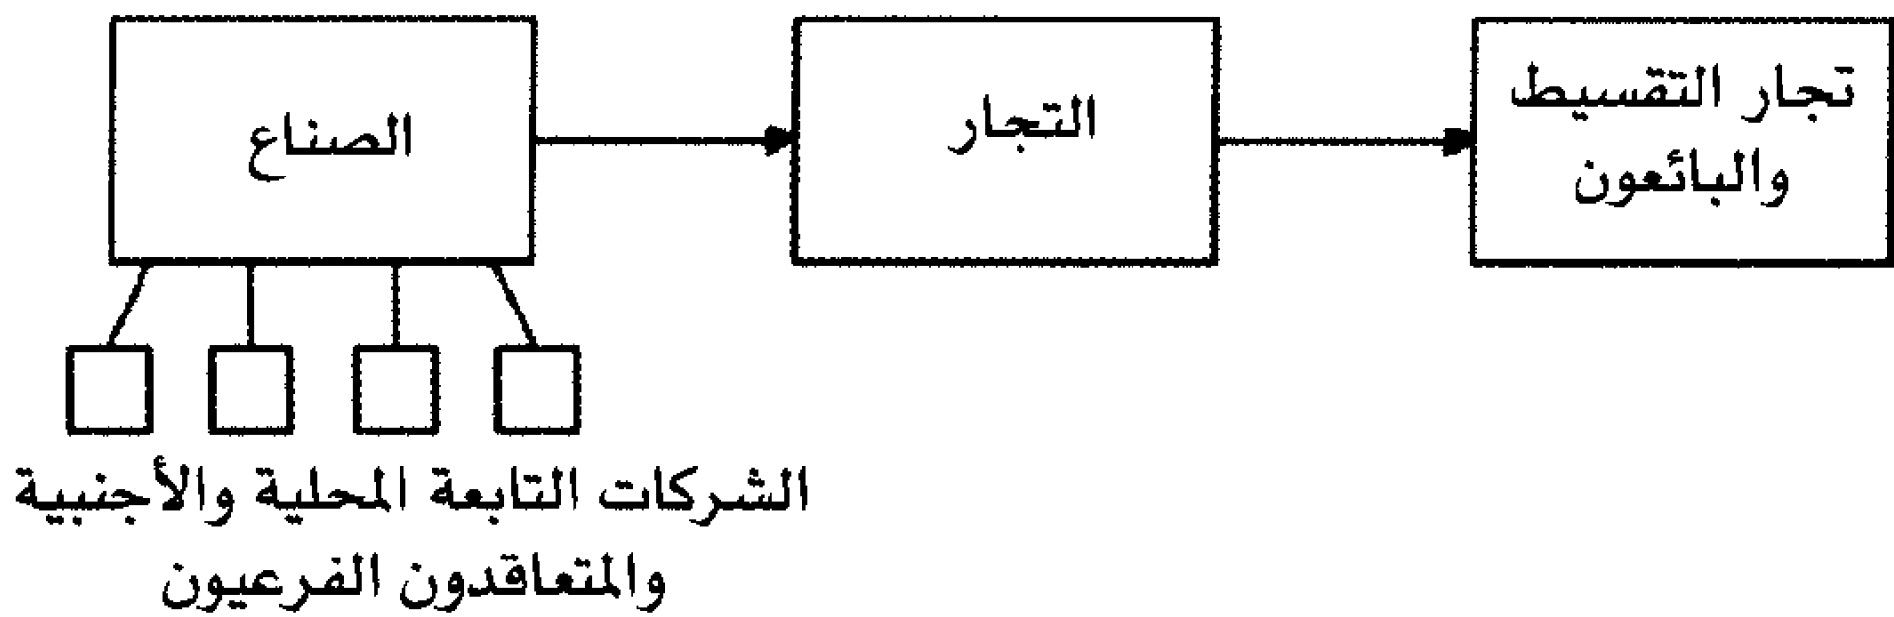 الصناع
التجار
تجار التقسيط
والبائعون
الشركات التابعة المحلية والأجنبية
والمتعاقدون الفرعيون